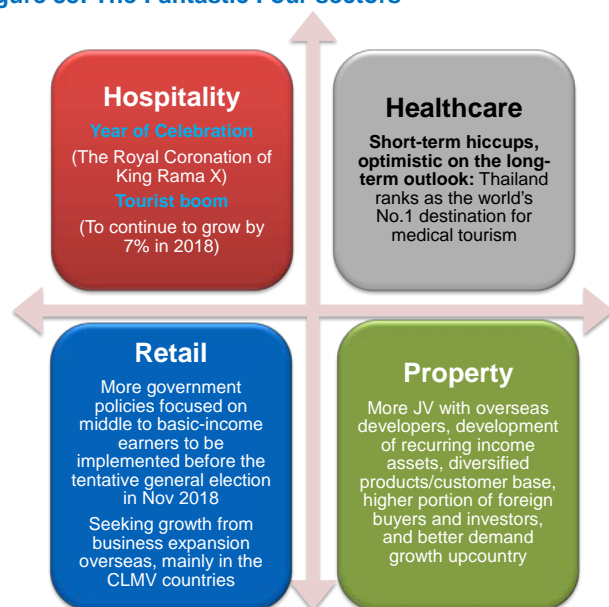 The Fantastic Four sectors
Hospitality
Year of Celebration
(The Royal Coronation of
King Rama X)
Tourist boom
(To continue to grow by
7% in 2018)
Healthcare
Short-term hiccups,
optimistic on the long-
term outlook: Thailand
ranks as the world's
No.1 destination for
medical tourism
Retail
More government
policies focused on
middle to basic-income
earners to be
implemented before the
tentative general election
in Nov 2018
Seeking growth from
business expansion
overseas, mainly in the
CLMV countries
Property
More JV with overseas
developers, development
of recurring income
assets, diversified
products/customer base,
higher portion of foreign
buyers and investors,
and better demand
growth upcountry